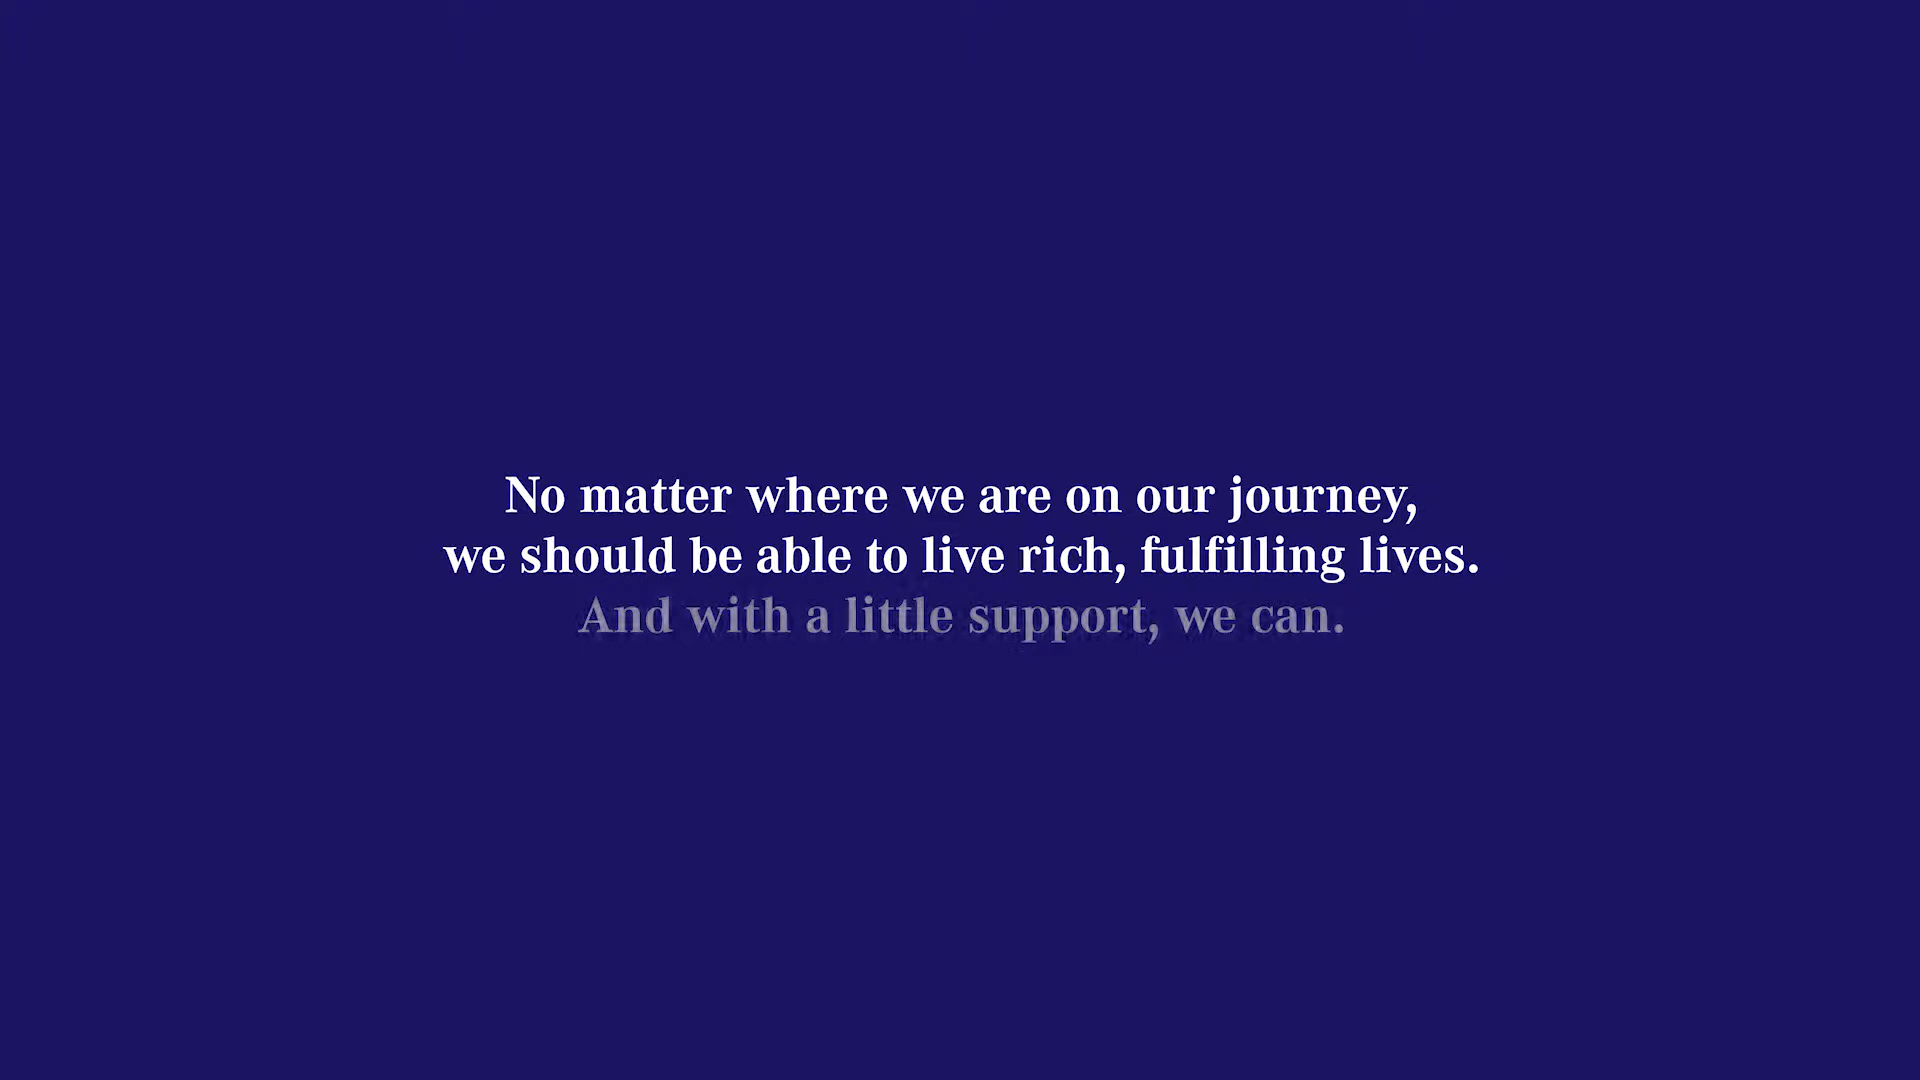 No matter where we are on our journey,
we should be able to live rich, fulfilling lives.
And with a little support, we can.